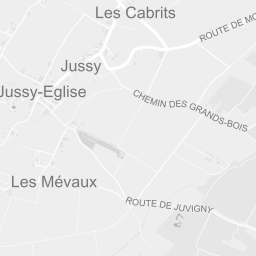 Les Cabrits
ROUTE DE MO
Jussy
Jussy-Eglise
CHEMIN DES GRANDS-BOIS
Les Mévaux
ROUTE DE JUVIGNY